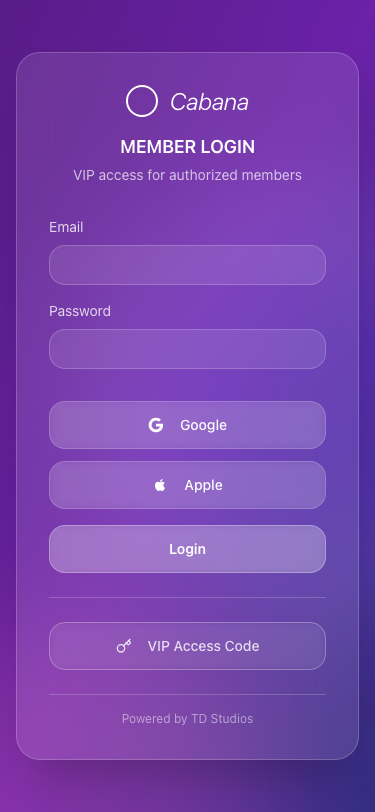 Cabana
MEMBER LOGIN
VIP access for authorized members
Email
Password
Google
Apple
Login
VIP Access Code
Powered by TD Studios